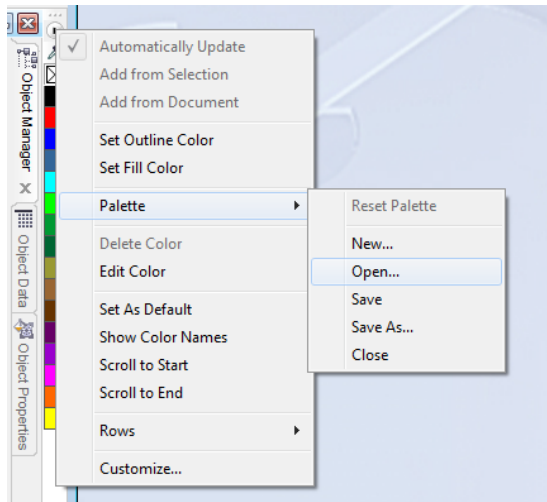 Object Manager
Object Data
Object Properties
Automatically Update
Add from Selection
Add from Document
Set Outline Color
Set Fill Color
Palette
Delete Color
Edit Color
Set As Default
Show Color Names
Scroll to Start
Scroll to End
Rows
Customize...
Reset Palette
New...
Open...
Save
Save As...
Close